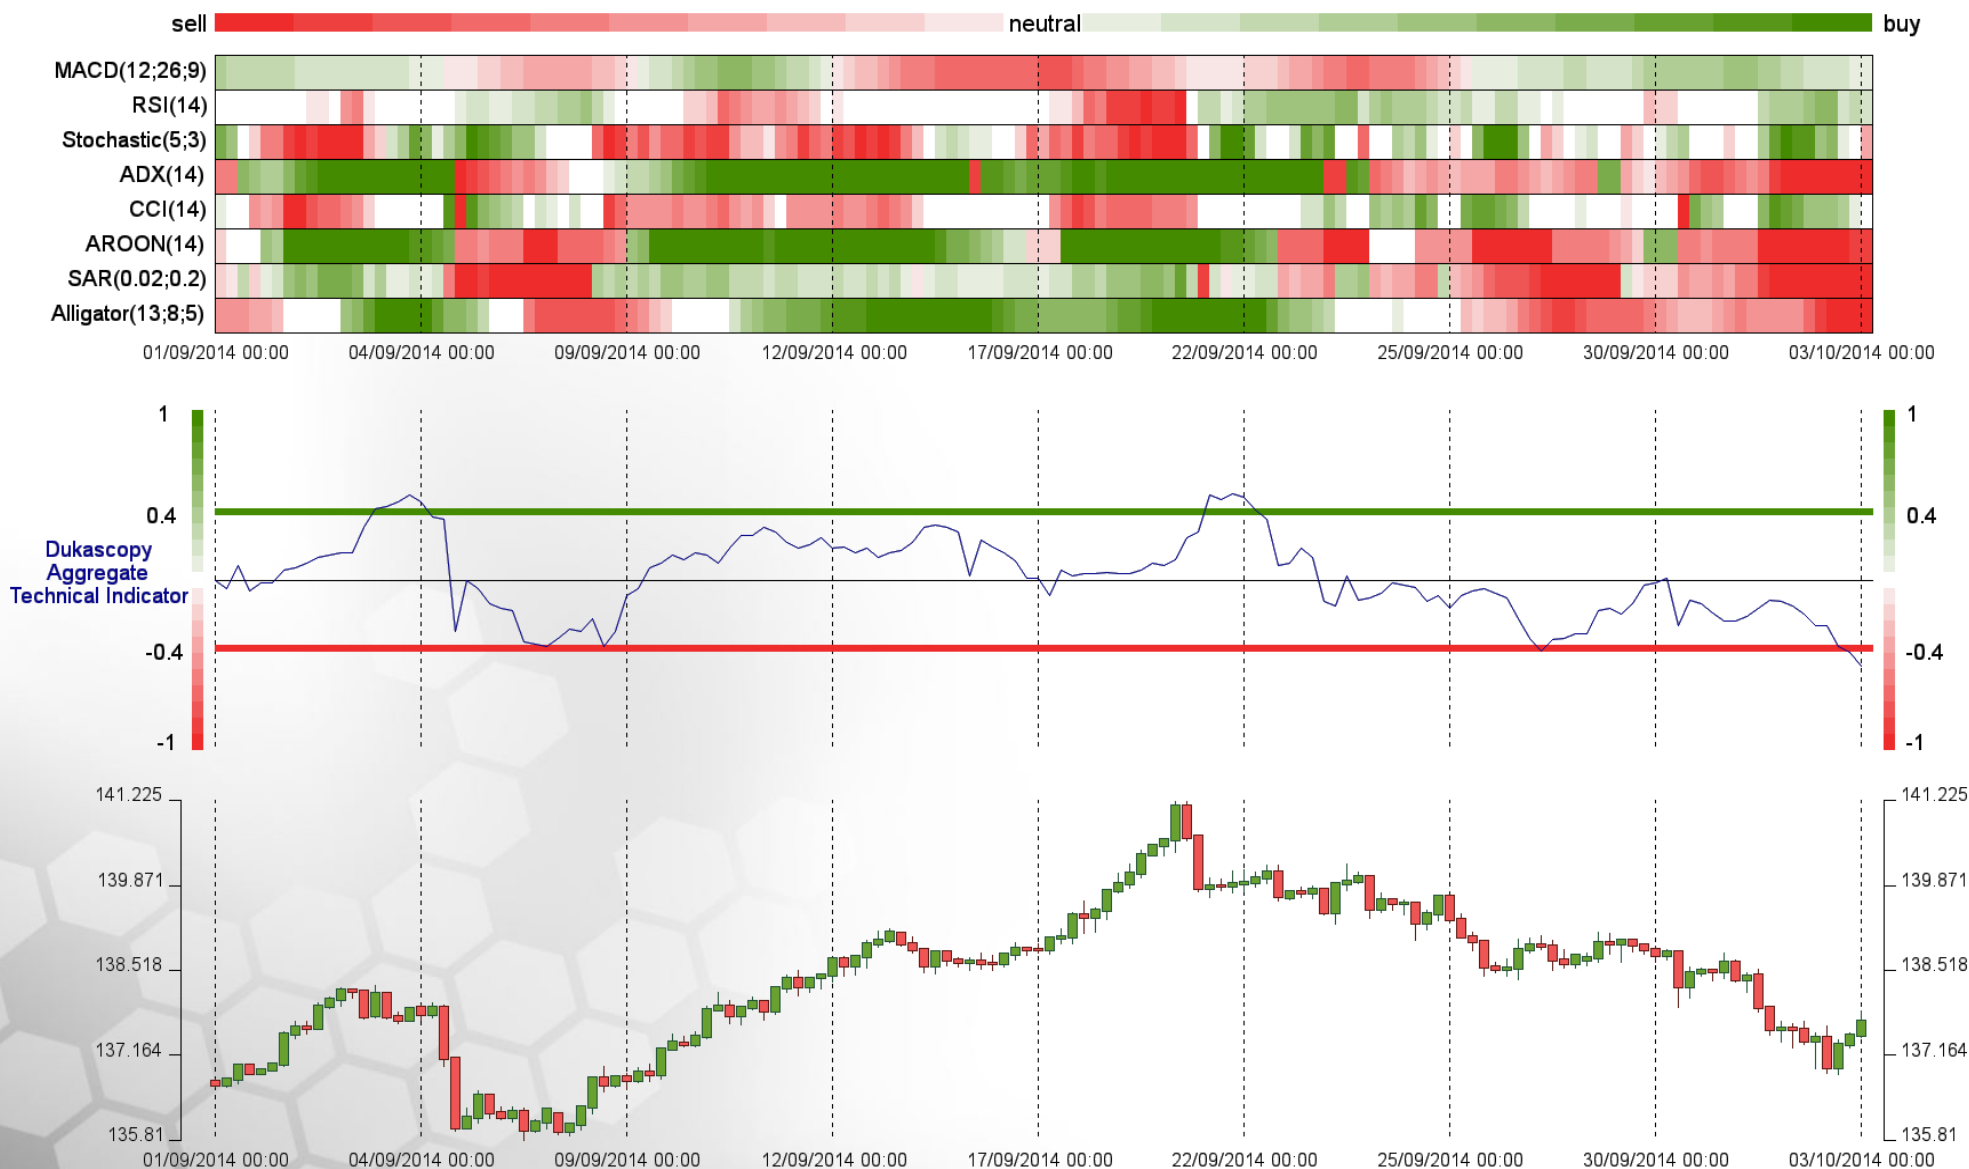 sell neutral buy
MACD(12;26;9)
RSI(14)
Stochastic(5;3)
ADX(14)
CCI(14)
AROON(14)
SAR(0.02;0.2)
Alligator(13;8;5)
01/09/2014 00:00 04/09/2014 00:00 09/09/2014 00:00 12/09/2014 00:00 17/09/2014 00:00 22/09/2014 00:00 25/09/2014 00:00 30/09/2014 00:00 03/10/2014 00:00
1 1
0.4 0.4
Dukascopy
Aggregate
Technical Indicator
-0.4 -0.4
-1 -1
141.225 141.225
139.871 139.871
138.518 138.518
137.164 137.164
135.81 135.81
01/09/2014 00:00 04/09/2014 00:00 09/09/2014 00:00 12/09/2014 00:00 17/09/2014 00:00 22/09/2014 00:00 25/09/2014 00:00 30/09/2014 00:00 03/10/2014 00:00